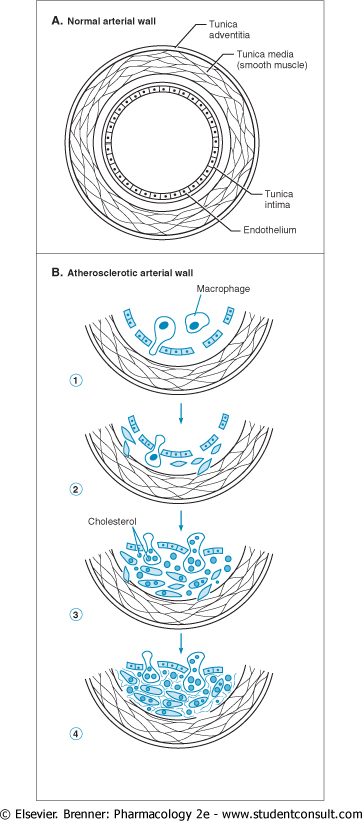 A. Normal arterial wall
Tunica
adventitia
Tunica media
(smooth muscle)
Tunica
intima
Endothelium
B. Atherosclerotic arterial wall
Macrophage
1
2
Cholesterol
3
4
© Elsevier. Brenner: Pharmacology 2e - www.studentconsult.com